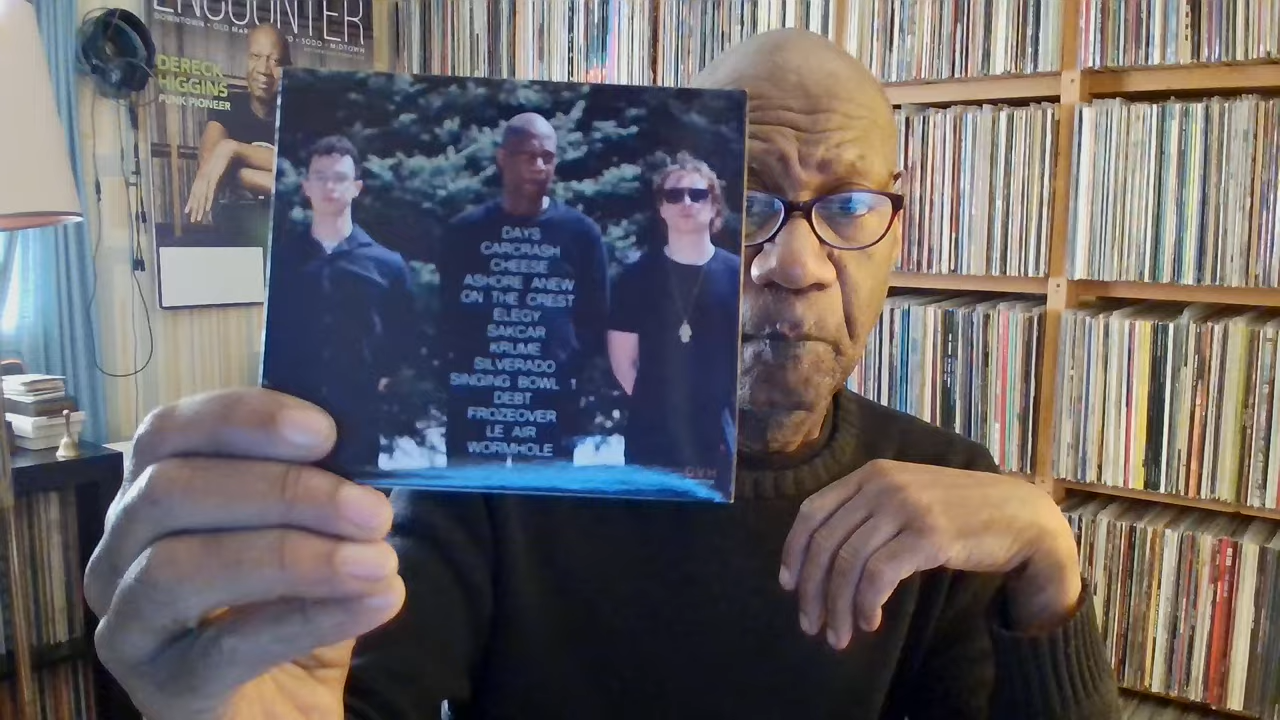 ENCOUNTER
DERECK
HIGGINS
PUNK PIONEER
DAYS
CARCRASH
CHEESE
ASHORE ANEW
ON THE CREST
ELEGY
SAKCAR
KRUME
SILVERADO
SINGING BOWL 1
DEBT
FROZEOVER
LE AIR
WORMHOLE
DVH